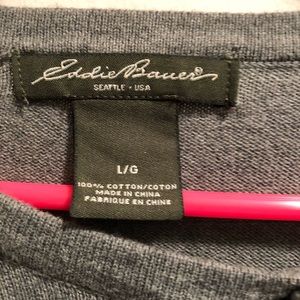 Eddie Bauer®
SEATTLE · USA
L/G
100% COTTON/COTON
MADE IN CHINA
FABRIQUE EN CHINE